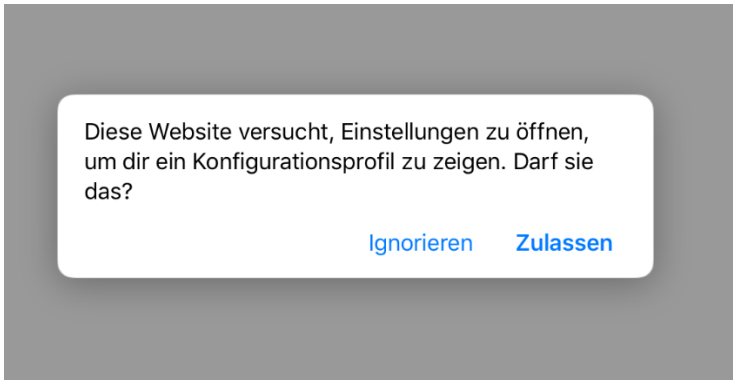 Diese Website versucht, Einstellungen zu öffnen,
um dir ein Konfigurationsprofil zu zeigen. Darf sie
das?
Ignorieren Zulassen